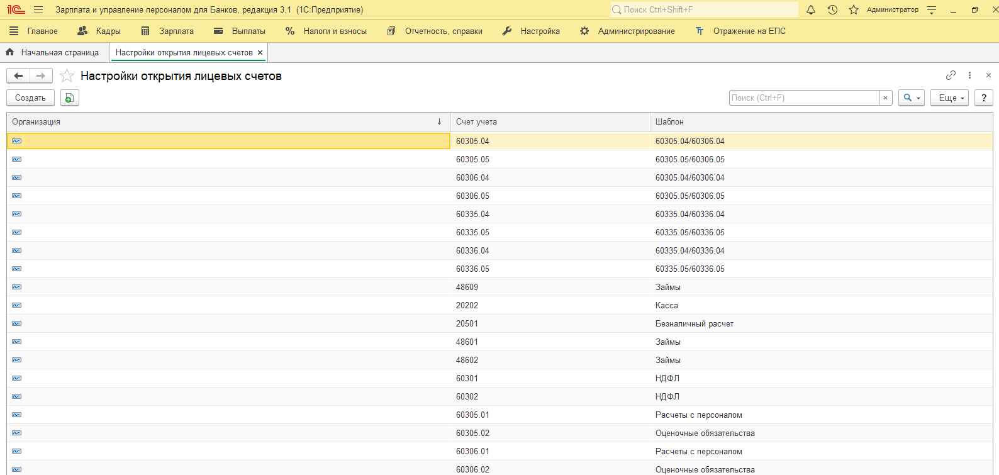 1С Зарплата и управление персоналом для Банков, редакция 3.1 (1С:Предприятие) Поиск Ctrl+Shift+F Администратор
Главное Кадры Зарплата Выплаты % Налоги и взносы Отчетность, справки Настройка Администрирование Тт Отражение на ЕПС
Начальная страница Настройки открытия лицевых счетов ×
Настройки открытия лицевых счетов
Создать Поиск (Ctrl+F) × Еще ?
Организация ↓ Счет учета Шаблон
60305.04 60305.04/60306.04
60305.05 60305.05/60306.05
60306.04 60305.04/60306.04
60306.05 60305.05/60306.05
60335.04 60335.04/60336.04
60335.05 60335.05/60336.05
60336.04 60335.04/60336.04
60336.05 60335.05/60336.05
48609 Займы
20202 Касса
20501 Безналичный расчет
48601 Займы
48602 Займы
60301 НДФЛ
60302 НДФЛ
60305.01 Расчеты с персоналом
60305.02 Оценочные обязательства
60306.01 Расчеты с персоналом
60306.02 Оценочные обязательства